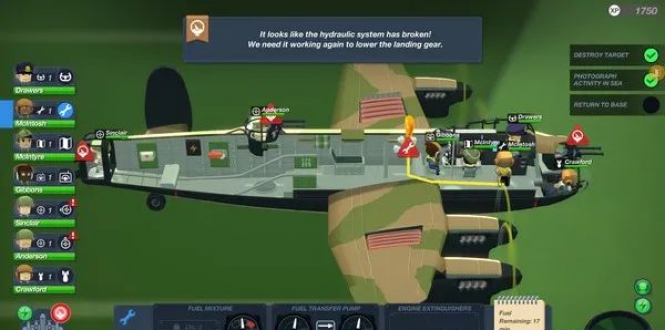 XP 1750
It looks like the hydraulic system has broken!
We need it working again to lower the landing gear.
DESTROY TARGET
PHOTOGRAPH
ACTIVITY IN SEA
RETURN TO BASE
Drawers
McIntosh
McIntyre
Gibbons
Sinclair
Anderson
Crawford
Sinclair
Anderson
Gibbons
McIntyre
McIntosh
Drawers
Crawford
FUEL MIXTURE
FUEL TRANSFER PUMP
ENGINE EXTINGUISHERS
Fuel
Remaining: 17
min